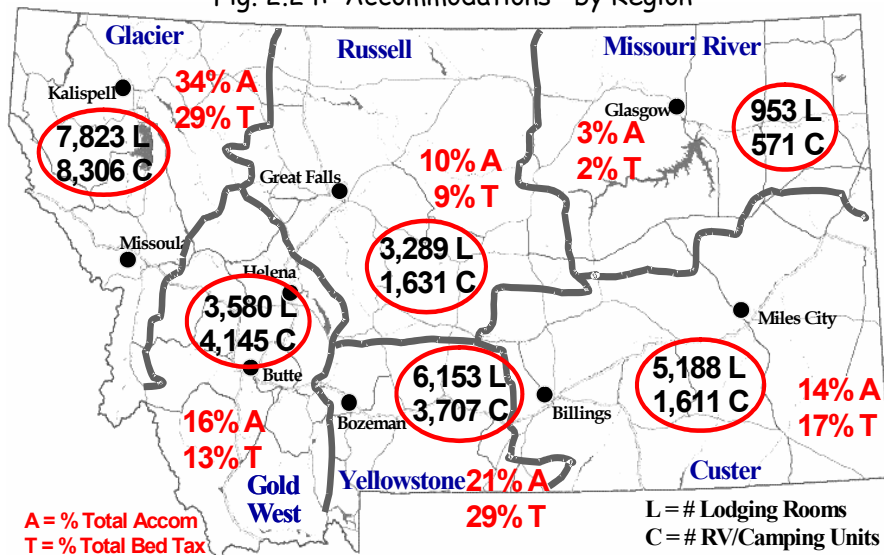 Glacier
Russell
Missouri River
Kalispell
34% A
29% T
7,823 L
8,306 C
Glasgow
3% A
2% T
953 L
571 C
Great Falls
10% A
9% T
Missoul
Helena
3,289 L
1,631 C
3,580 L
4,145 C
Miles City
Butte
6,153 L
3,707 C
Bozeman
Billings
5,188 L
1,611 C
14% A
17% T
16% A
13% T
Gold
West
Yellowstone
21% A
29% T
Custer
A = % Total Accom
T = % Total Bed Tax
L = # Lodging Rooms
C = # RV/Camping Units